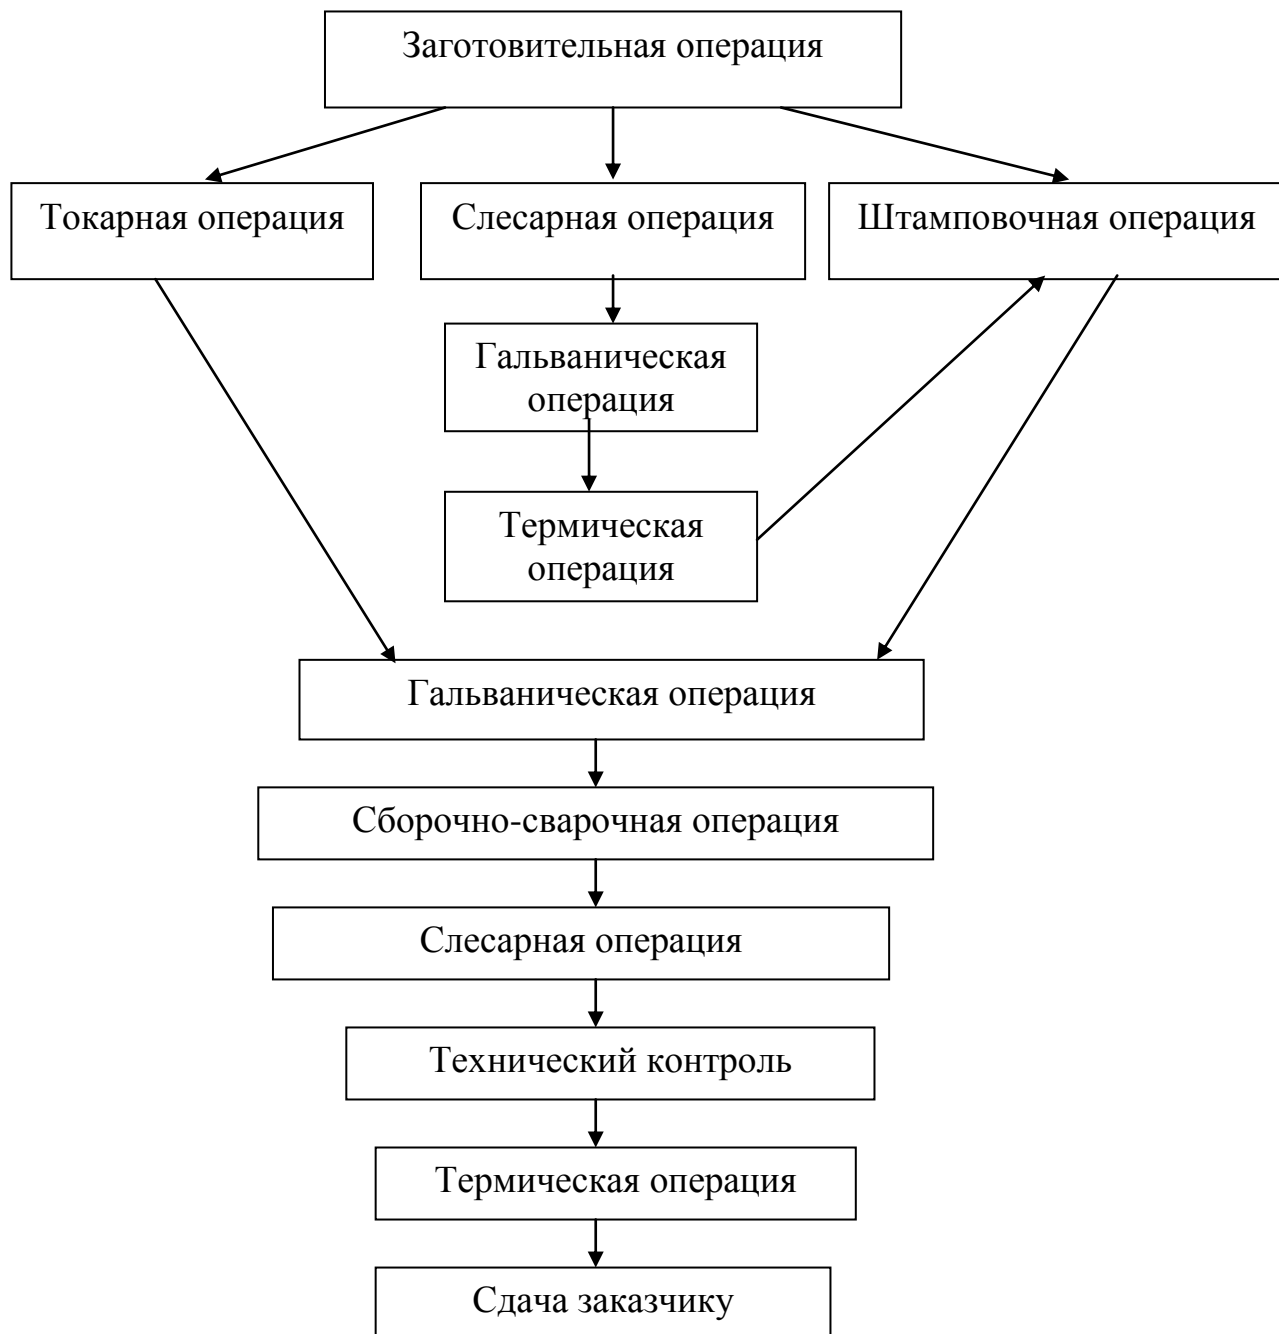 Заготовительная операция
Токарная операция
Слесарная операция
Штамповочная операция
Гальваническая
операция
Термическая
операция
Гальваническая операция
Сборочно-сварочная операция
Слесарная операция
Технический контроль
Термическая операция
Сдача заказчику